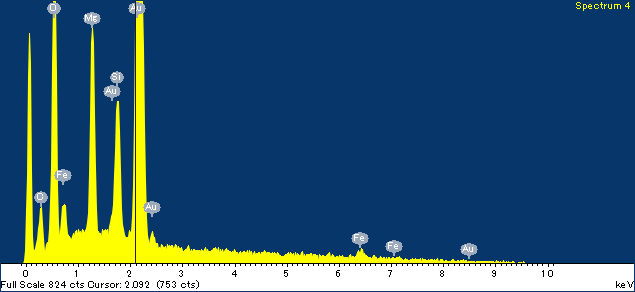 Spectrum 4
O Mg Au
Si
Au
Fe
C
Au
Fe Fe Au
0 1 2 3 4 5 6 7 8 9 10
Full Scale 824 cts Cursor: 2.092 (753 cts) keV